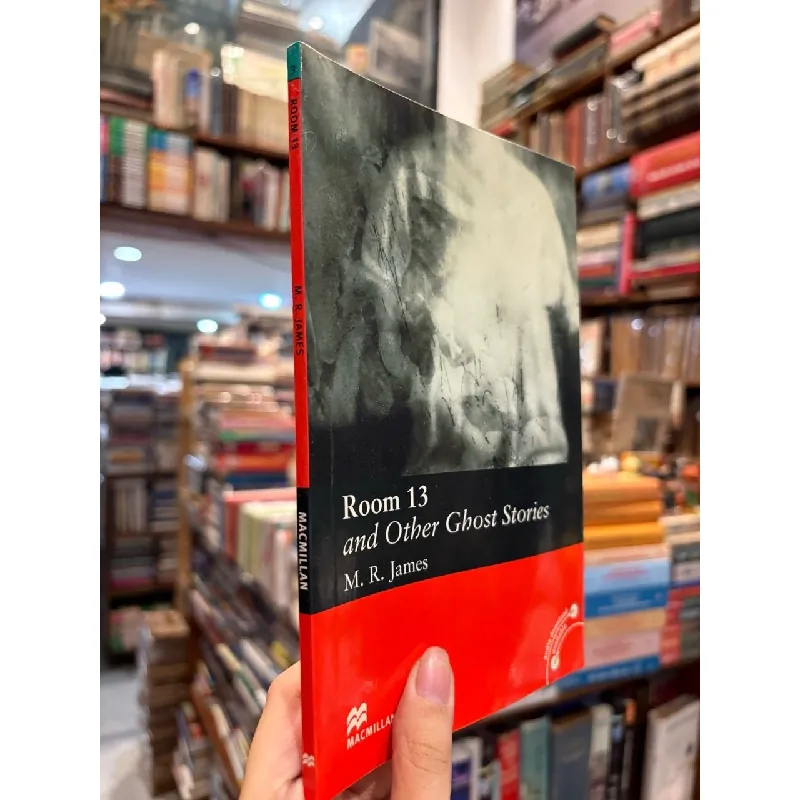 ROOM 13
M. R. JAMES
MACMILLAN
Room 13
and Other Ghost Stories
M. R. James
MACMILLAN